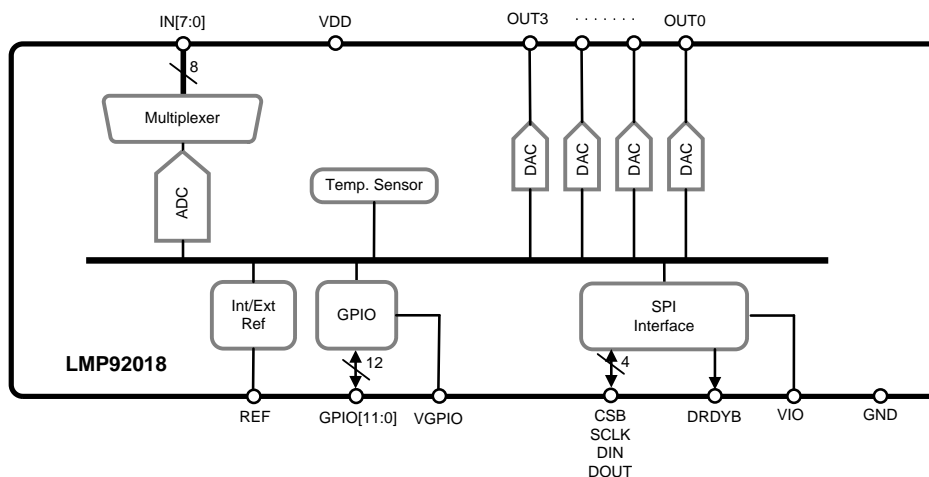 IN[7:0]
VDD
OUT3 ....... OUT0
8
Multiplexer
ADC
Temp. Sensor
DAC
DAC
DAC
DAC
Int/Ext
Ref
GPIO
SPI
Interface
LMP92018
12
4
REF
GPIO[11:0]
VGPIO
CSB
SCLK
DIN
DOUT
DRDYB
VIO
GND